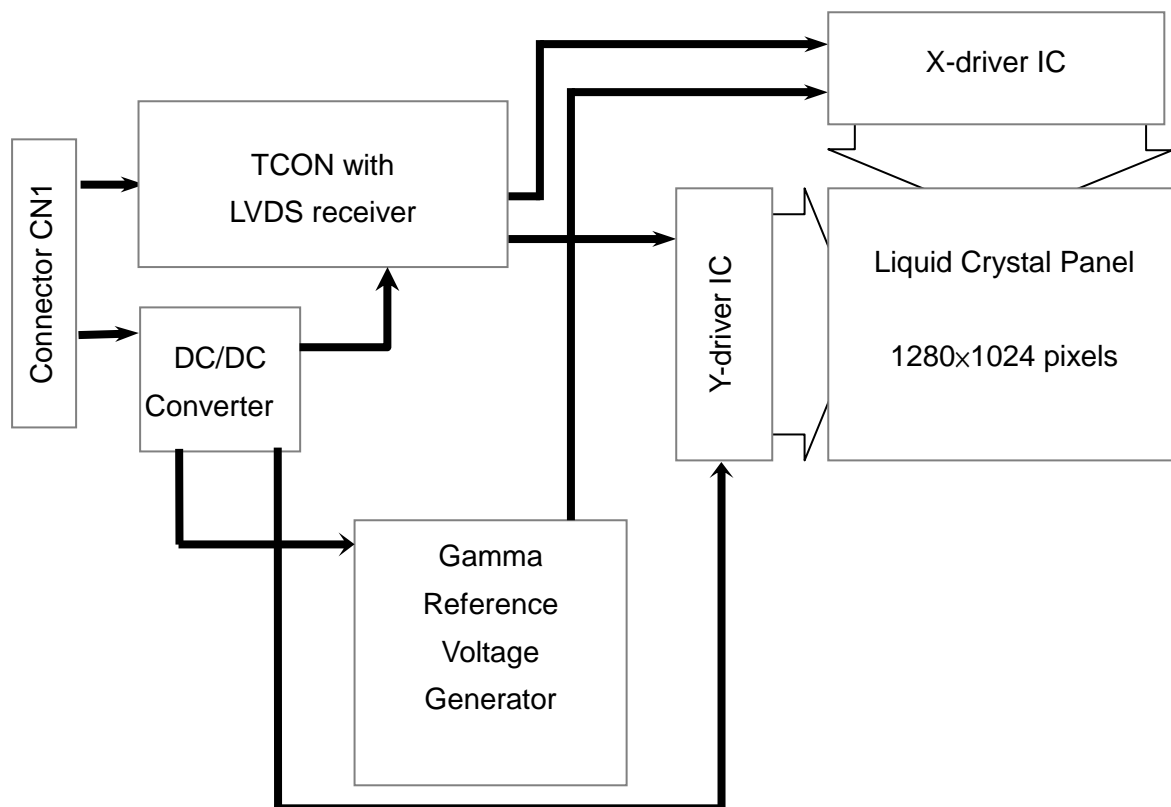 X-driver IC
TCON with
LVDS receiver
Connector CN1
Y-driver IC
Liquid Crystal Panel
1280×1024 pixels
DC/DC
Converter
Gamma
Reference
Voltage
Generator